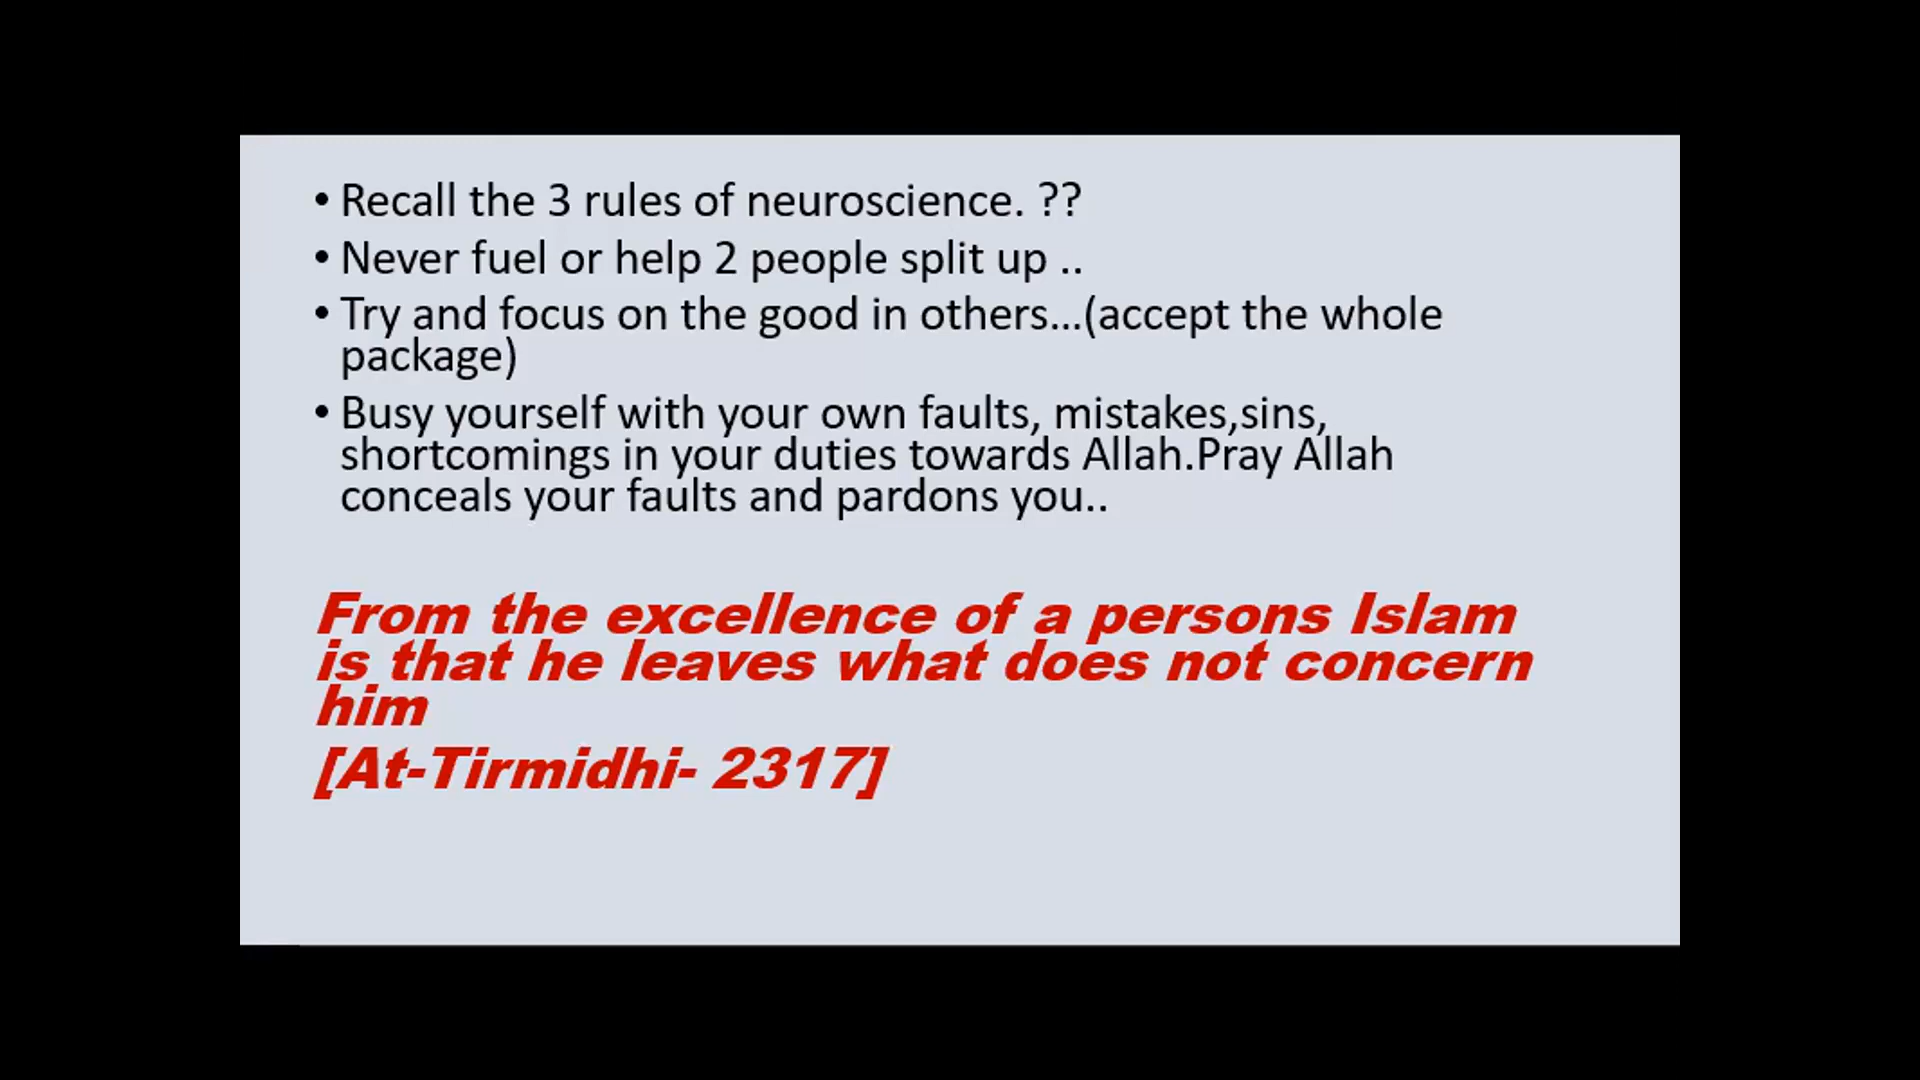 • Recall the 3 rules of neuroscience. ??
• Never fuel or help 2 people split up ..
• Try and focus on the good in others...(accept the whole
package)
• Busy yourself with your own faults, mistakes,sins,
shortcomings in your duties towards Allah.Pray Allah
conceals your faults and pardons you..
From the excellence of a persons Islam
is that he leaves what does not concern
him
[At-Tirmidhi- 2317]